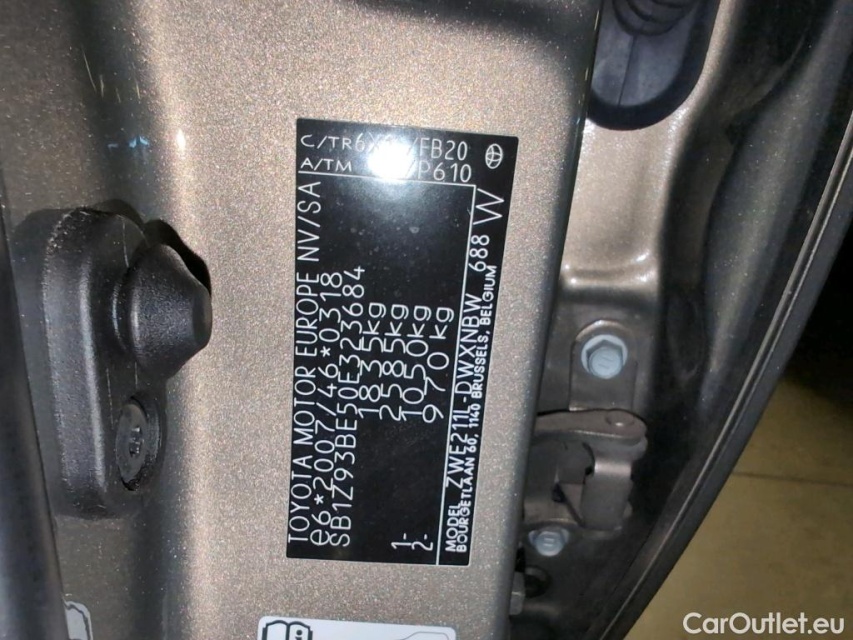 C/TR FB20
A/TM P610
TOYOTA MOTOR EUROPE NV/SA
e6*2007/46*0318
SB1Z93BE50E323684
1835kg
2585kg
1- 1050kg
2- 970kg
MODEL ZWE211L-DWXNBW 688 W
BOURGETLAAN 60, 1140 BRUSSELS, BELGIUM
CarOutlet.eu